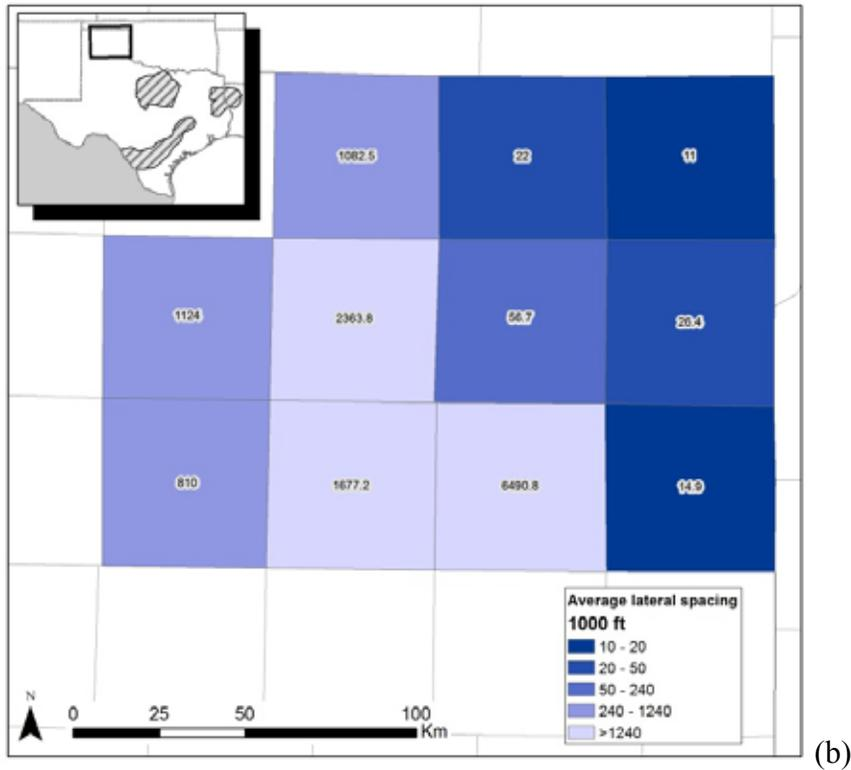 1082.5 22 11
1124 2363.8 56.7 26.4
810 1677.2 6490.8 14.9
Average lateral spacing
1000 ft
10 - 20
20 - 50
50 - 240
240 - 1240
>1240
N
0 25 50 100
Km
(b)